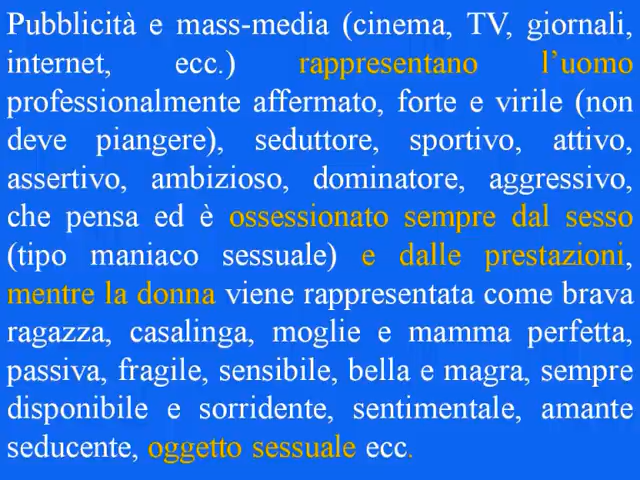 Pubblicità e mass-media (cinema, TV, giornali,
internet, ecc.) rappresentano l’uomo
professionalmente affermato, forte e virile (non
deve piangere), seduttore, sportivo, attivo,
assertivo, ambizioso, dominatore, aggressivo,
che pensa ed è ossessionato sempre dal sesso
(tipo maniaco sessuale) e dalle prestazioni,
mentre la donna viene rappresentata come brava
ragazza, casalinga, moglie e mamma perfetta,
passiva, fragile, sensibile, bella e magra, sempre
disponibile e sorridente, sentimentale, amante
seducente, oggetto sessuale ecc.